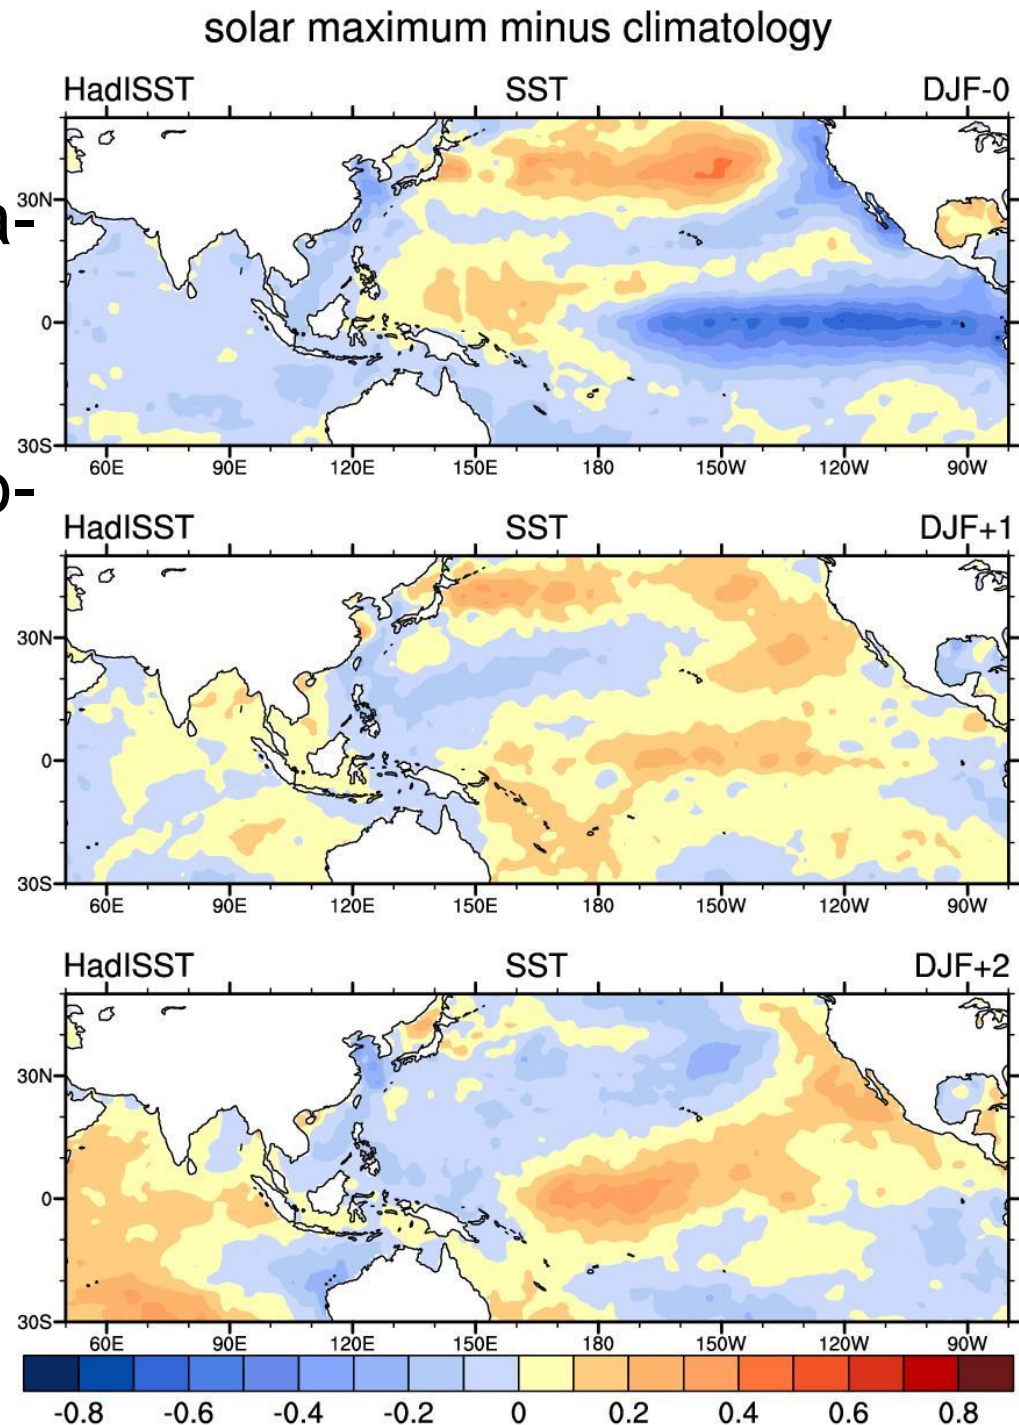 solar maximum minus climatology
HadISST SST DJF-0
a-
30N
0
30S
60E 90E 120E 150E 180 150W 120W 90W
b-
HadISST SST DJF+1
30N
0
30S
60E 90E 120E 150E 180 150W 120W 90W
HadISST SST DJF+2
30N
0
30S
60E 90E 120E 150E 180 150W 120W 90W
-0.8 -0.6 -0.4 -0.2 0 0.2 0.4 0.6 0.8